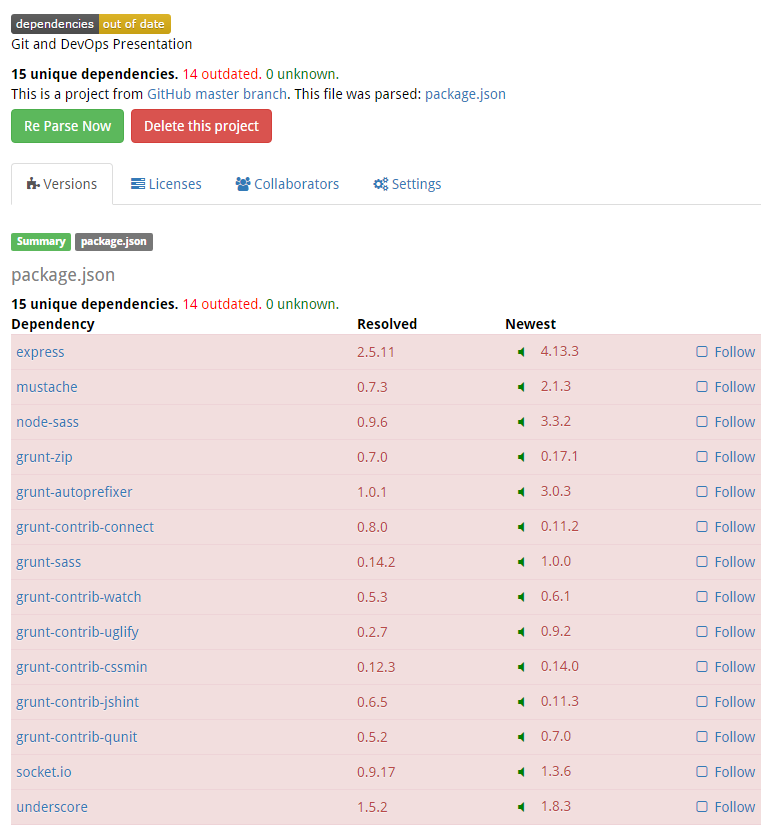 dependencies out of date
Git and DevOps Presentation
15 unique dependencies. 14 outdated. 0 unknown.
This is a project from GitHub master branch. This file was parsed: package.json
Re Parse Now Delete this project
Versions Licenses Collaborators Settings
Summary package.json
package.json
15 unique dependencies. 14 outdated. 0 unknown.
Dependency Resolved Newest
express 2.5.11 4.13.3 Follow
mustache 0.7.3 2.1.3 Follow
node-sass 0.9.6 3.3.2 Follow
grunt-zip 0.7.0 0.17.1 Follow
grunt-autoprefixer 1.0.1 3.0.3 Follow
grunt-contrib-connect 0.8.0 0.11.2 Follow
grunt-sass 0.14.2 1.0.0 Follow
grunt-contrib-watch 0.5.3 0.6.1 Follow
grunt-contrib-uglify 0.2.7 0.9.2 Follow
grunt-contrib-cssmin 0.12.3 0.14.0 Follow
grunt-contrib-jshint 0.6.5 0.11.3 Follow
grunt-contrib-qunit 0.5.2 0.7.0 Follow
socket.io 0.9.17 1.3.6 Follow
underscore 1.5.2 1.8.3 Follow